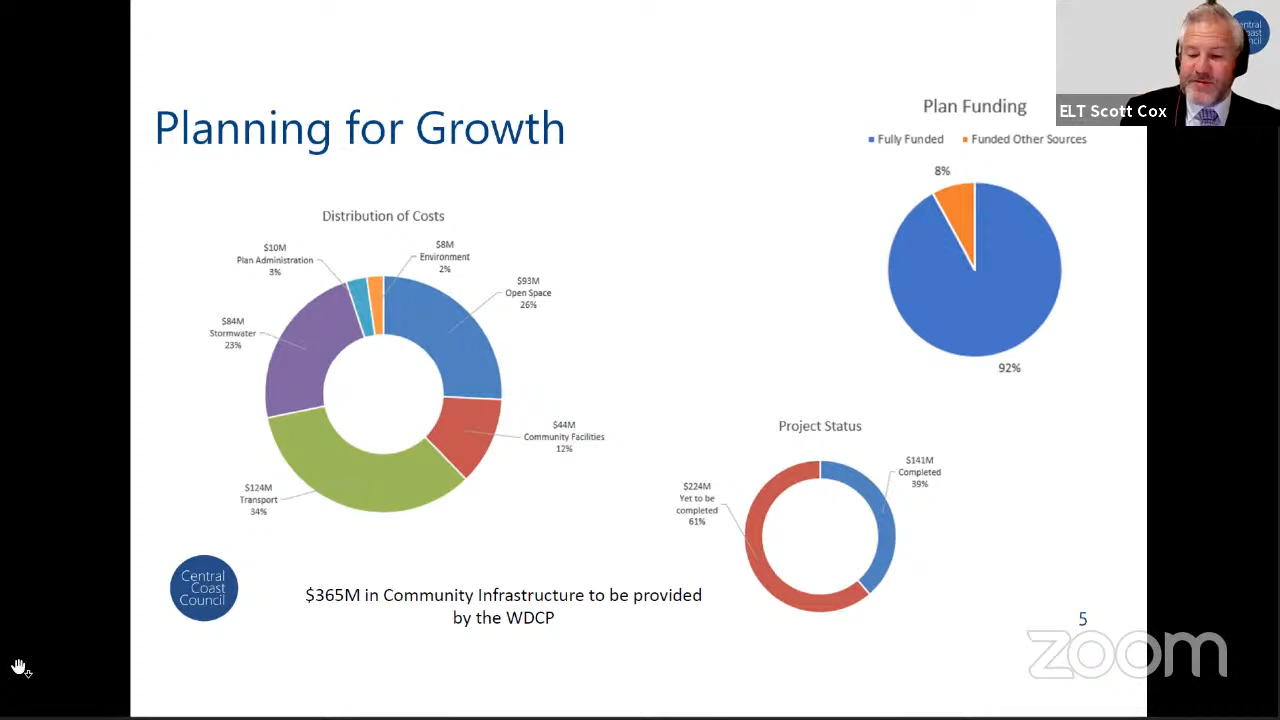 Central
Coast
Council
ELT Scott Cox
Planning for Growth
Plan Funding
Fully Funded
Funded Other Sources
8%
92%
Distribution of Costs
$10M
Plan Administration
3%
$8M
Environment
2%
$93M
Open Space
26%
$84M
Stormwater
23%
$44M
Community Facilities
12%
$124M
Transport
34%
Project Status
$141M
Completed
39%
$224M
Yet to be
completed
61%
Central
Coast
Council
$365M in Community Infrastructure to be provided
by the WDCP
5
zoom